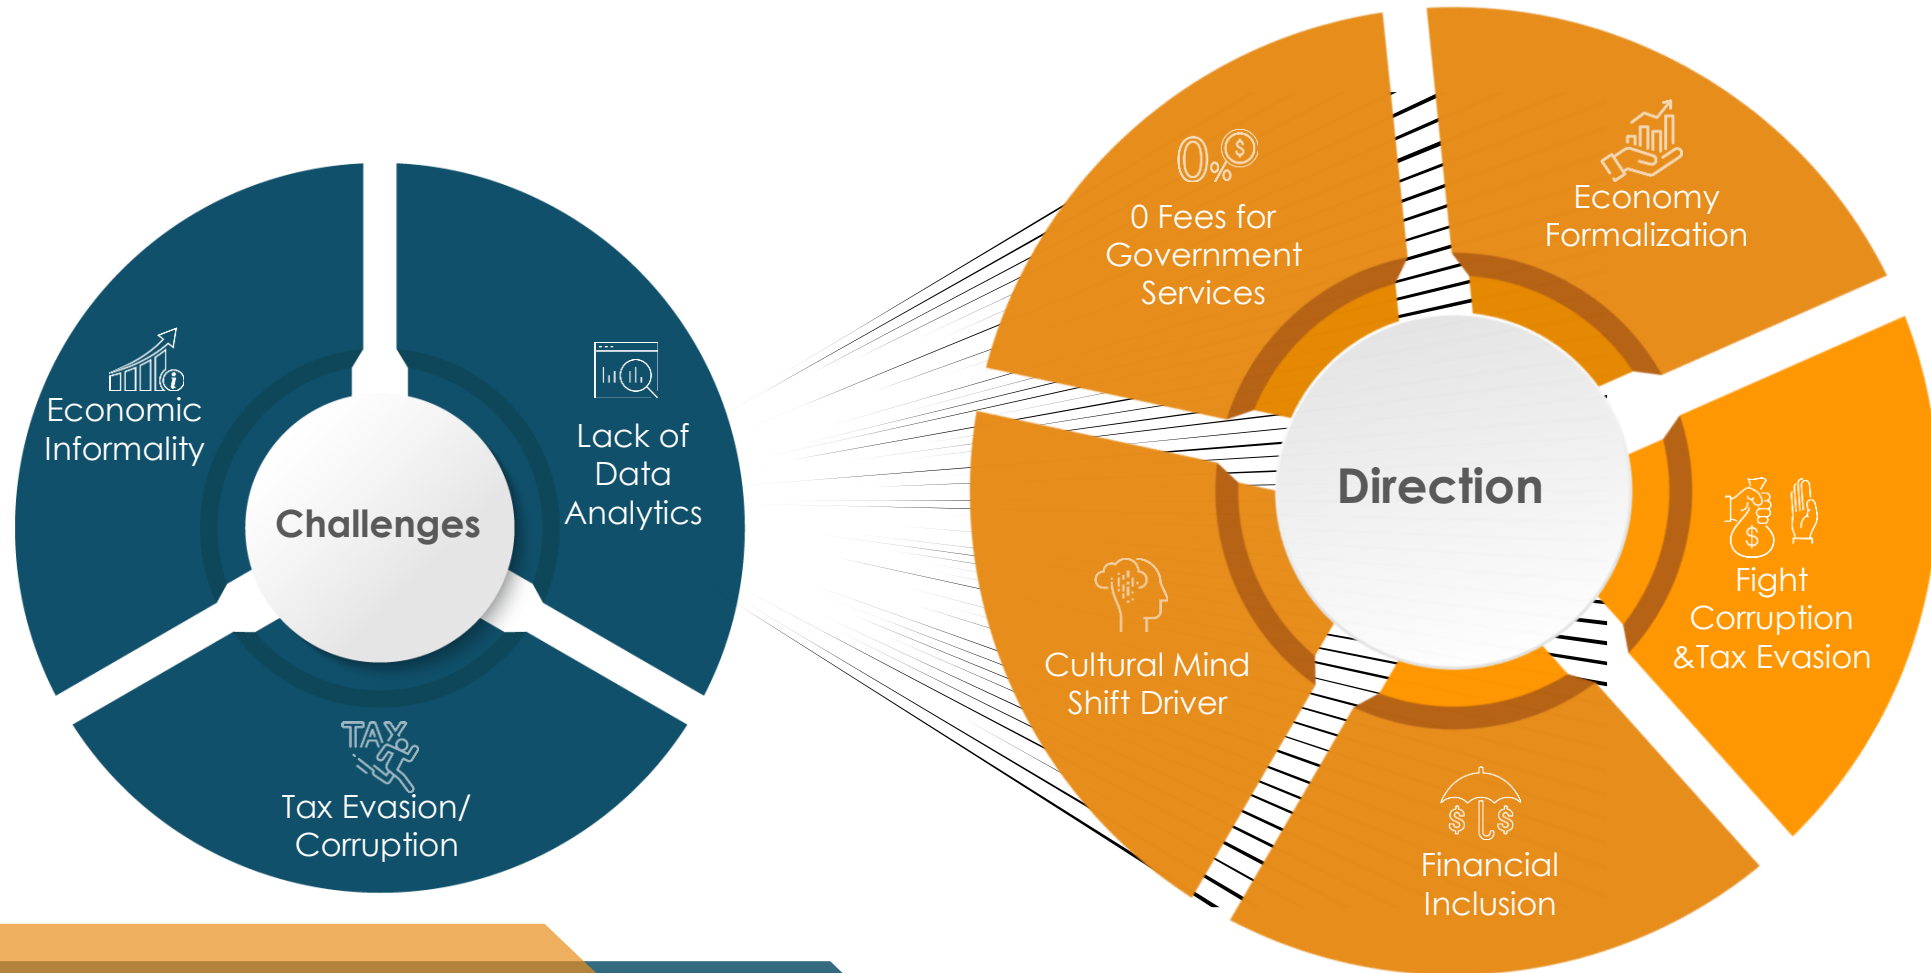 Economic
Informality
Lack of
Data
Analytics
Challenges
TAX
Tax Evasion/
Corruption
0%
$
0 Fees for
Government
Services
Economy
Formalization
Direction
$
Fight
Corruption
&Tax Evasion
Cultural Mind
Shift Driver
$ $
Financial
Inclusion